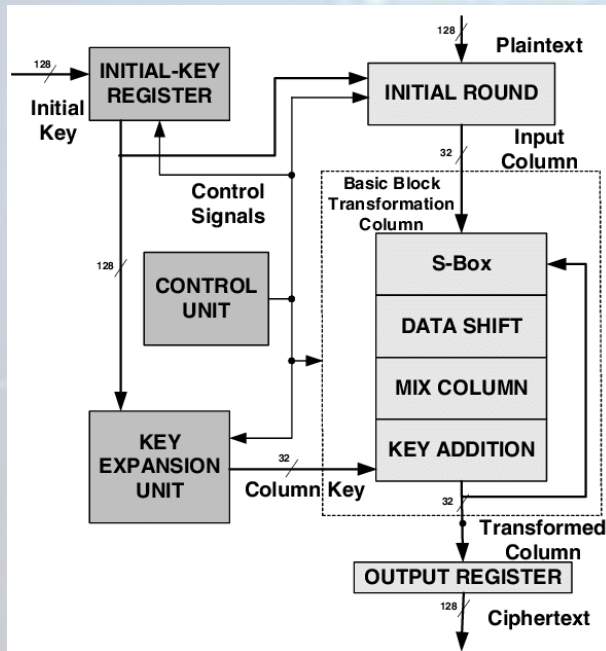 128
Plaintext
128
INITIAL-KEY
REGISTER
Initial
Key
INITIAL ROUND
Input
Column
32
Control
Signals
Basic Block
Transformation
Column
S-Box
128
CONTROL
UNIT
DATA SHIFT
MIX COLUMN
KEY ADDITION
KEY
EXPANSION
UNIT
32
Column Key
32
Transformed
Column
OUTPUT REGISTER
128
Ciphertext